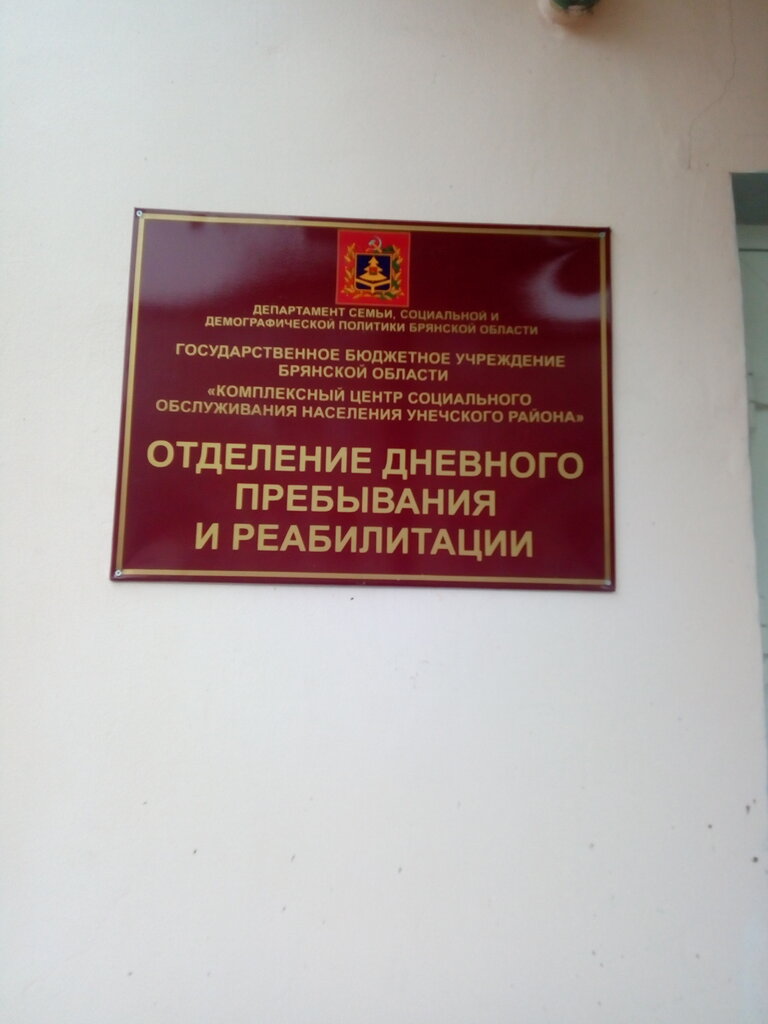 ДЕПАРТАМЕНТ СЕМЬИ, СОЦИАЛЬНОЙ И
ДЕМОГРАФИЧЕСКОЙ ПОЛИТИКИ БРЯНСКОЙ ОБЛАСТИ
ГОСУДАРСТВЕННОЕ БЮДЖЕТНОЕ УЧРЕЖДЕНИЕ
БРЯНСКОЙ ОБЛАСТИ
«КОМПЛЕКСНЫЙ ЦЕНТР СОЦИАЛЬНОГО
ОБСЛУЖИВАНИЯ НАСЕЛЕНИЯ УНЕЧСКОГО РАЙОНА»
ОТДЕЛЕНИЕ ДНЕВНОГО
ПРЕБЫВАНИЯ
И РЕАБИЛИТАЦИИ